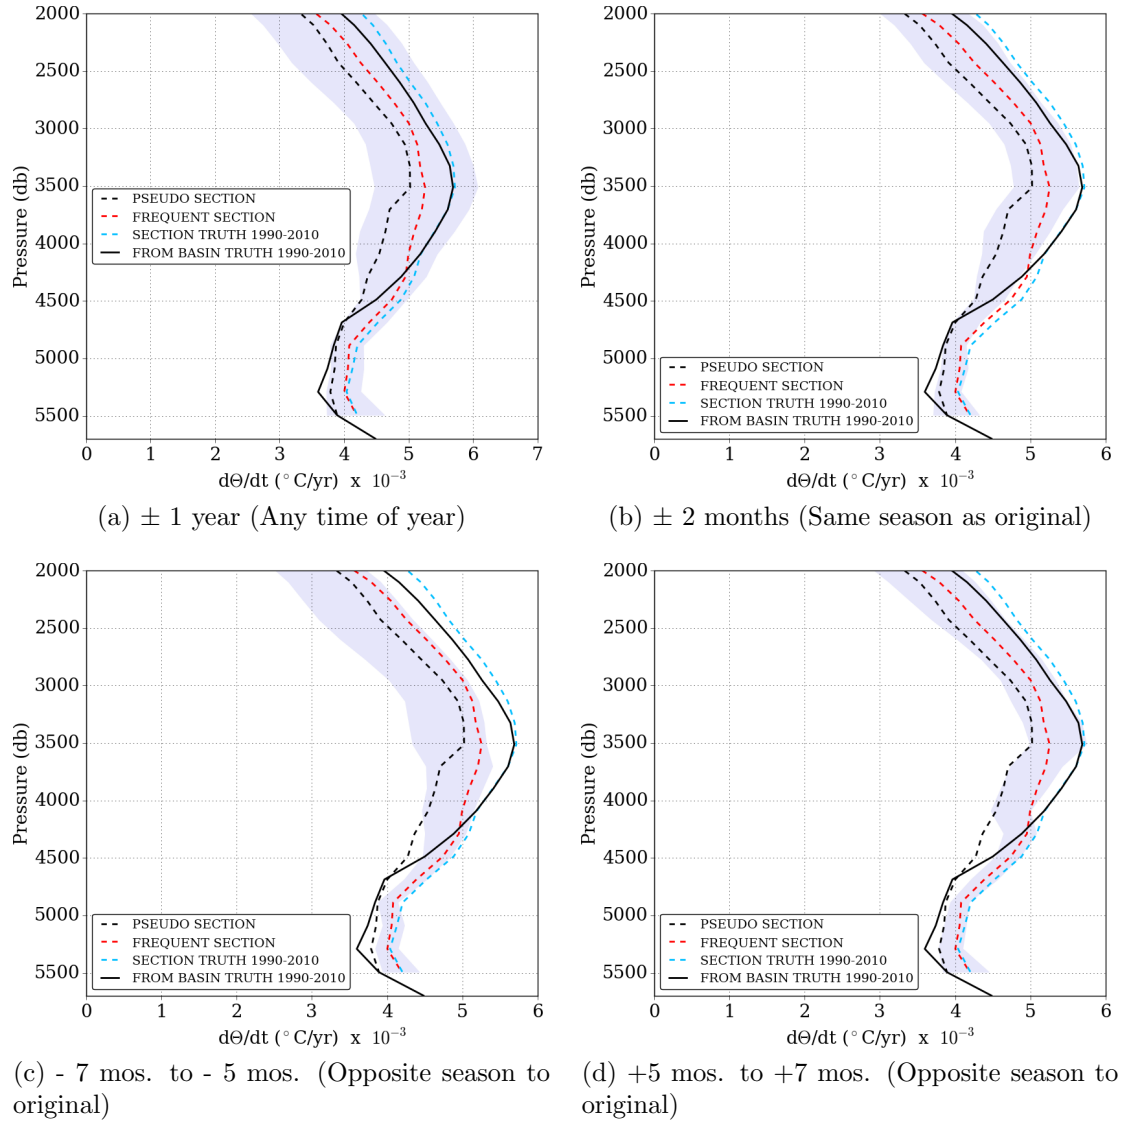 2000
2500
3000
3500
4000
4500
5000
5500
Pressure (db)
PSEUDO SECTION
FREQUENT SECTION
SECTION TRUTH 1990-2010
FROM BASIN TRUTH 1990-2010
0 1 2 3 4 5 6 7
dΘ/dt (°C/yr) x 10⁻³
(a) ± 1 year (Any time of year)
2000
2500
3000
3500
4000
4500
5000
5500
Pressure (db)
PSEUDO SECTION
FREQUENT SECTION
SECTION TRUTH 1990-2010
FROM BASIN TRUTH 1990-2010
0 1 2 3 4 5 6
dΘ/dt (°C/yr) x 10⁻³
(b) ± 2 months (Same season as original)
2000
2500
3000
3500
4000
4500
5000
5500
Pressure (db)
PSEUDO SECTION
FREQUENT SECTION
SECTION TRUTH 1990-2010
FROM BASIN TRUTH 1990-2010
0 1 2 3 4 5 6
dΘ/dt (°C/yr) x 10⁻³
(c) - 7 mos. to - 5 mos. (Opposite season to
original)
2000
2500
3000
3500
4000
4500
5000
5500
Pressure (db)
PSEUDO SECTION
FREQUENT SECTION
SECTION TRUTH 1990-2010
FROM BASIN TRUTH 1990-2010
0 1 2 3 4 5 6
dΘ/dt (°C/yr) x 10⁻³
(d) +5 mos. to +7 mos. (Opposite season to
original)